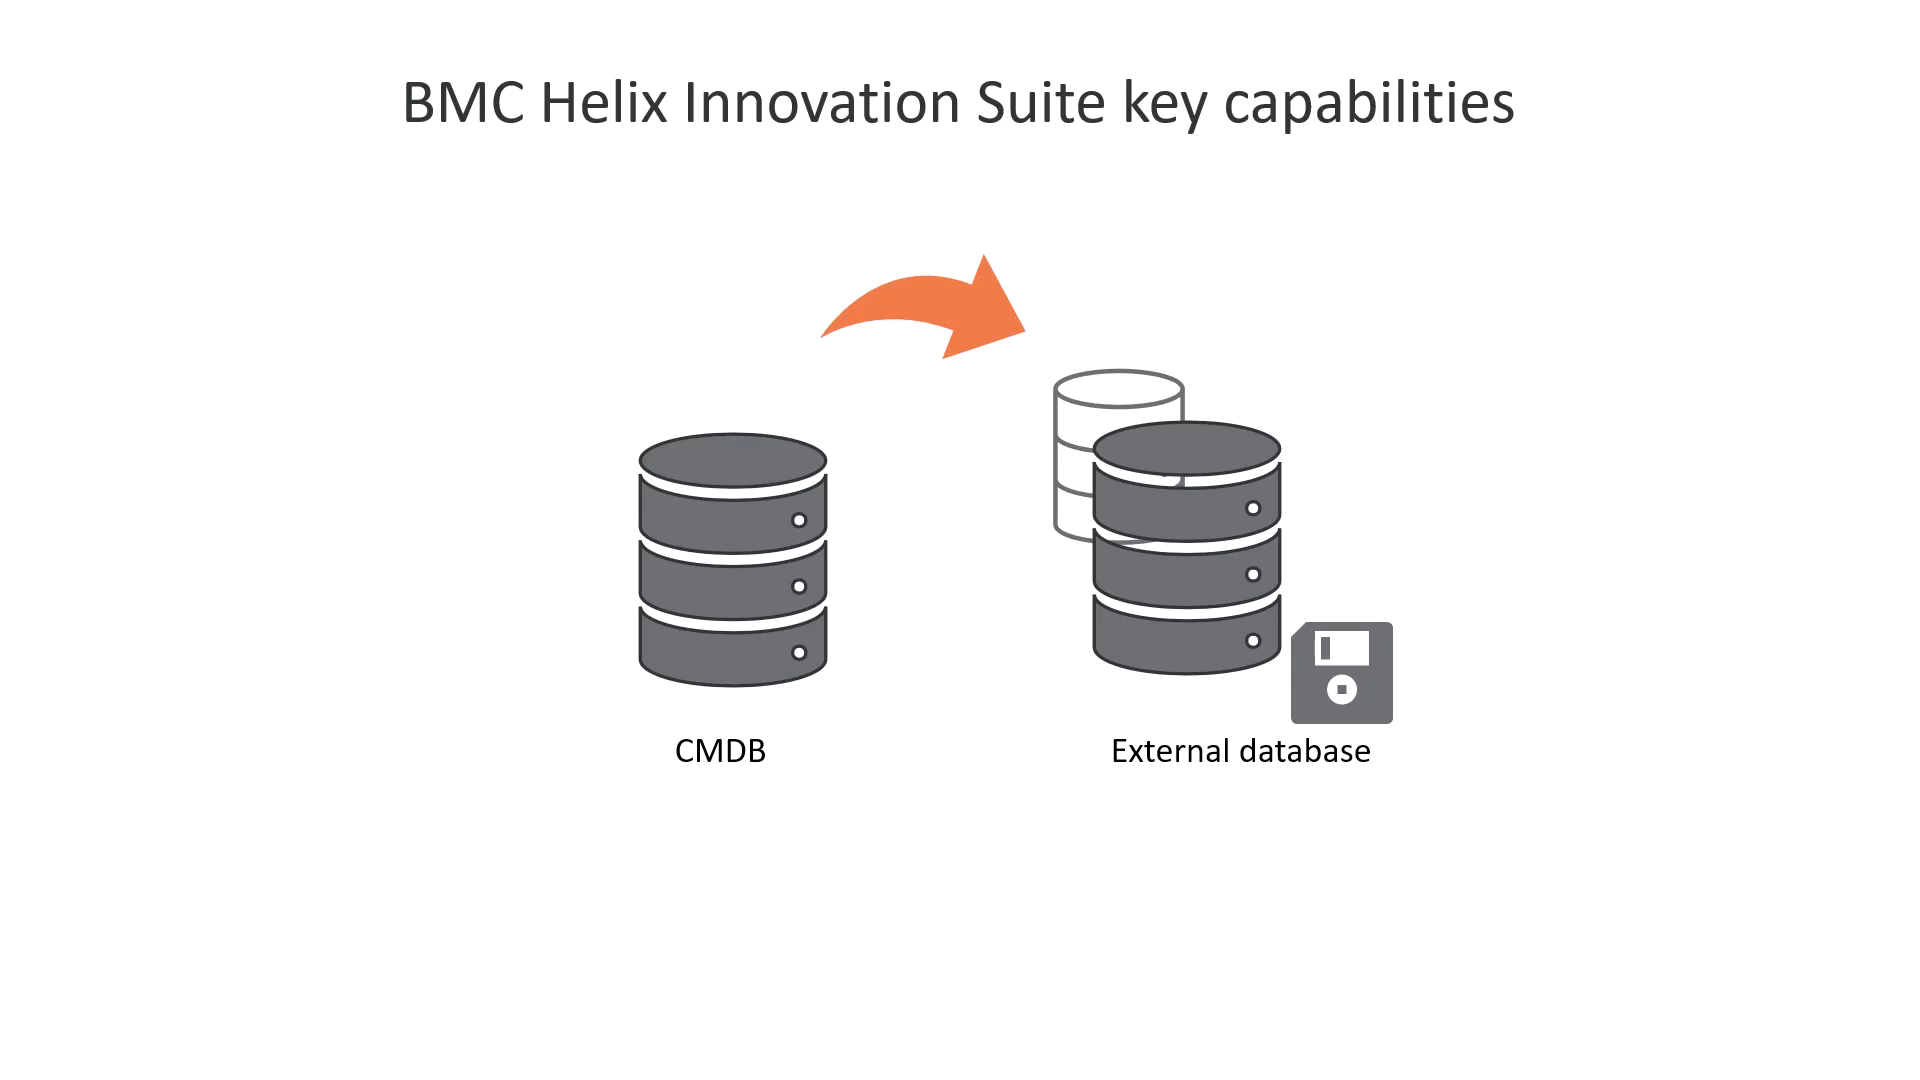 BMC Helix Innovation Suite key capabilities
CMDB
External database